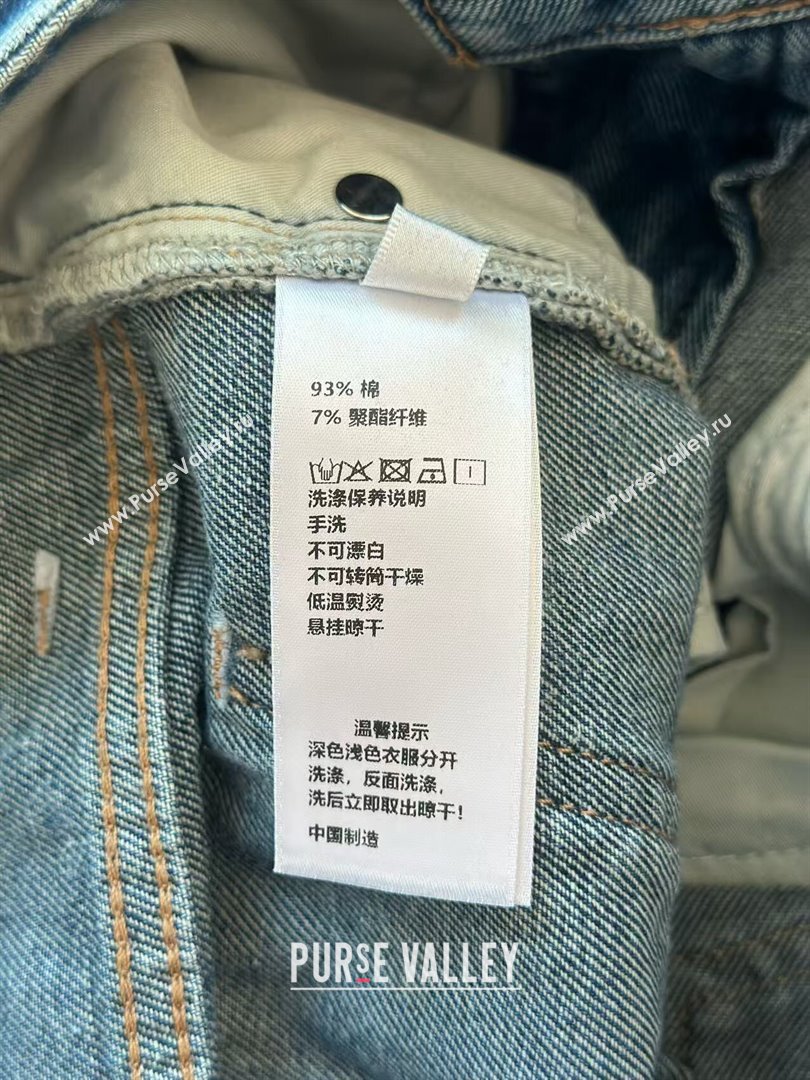 93% 棉
7% 聚酯纤维
洗涤保养说明
手洗
不可漂白
不可转筒干燥
低温熨烫
悬挂晾干
温馨提示
深色浅色衣服分开
洗涤，反面洗涤，
洗后立即取出晾干！
中国制造
www.PurseValley.ru
www.PurseValley.ru
PURSE VALLEY